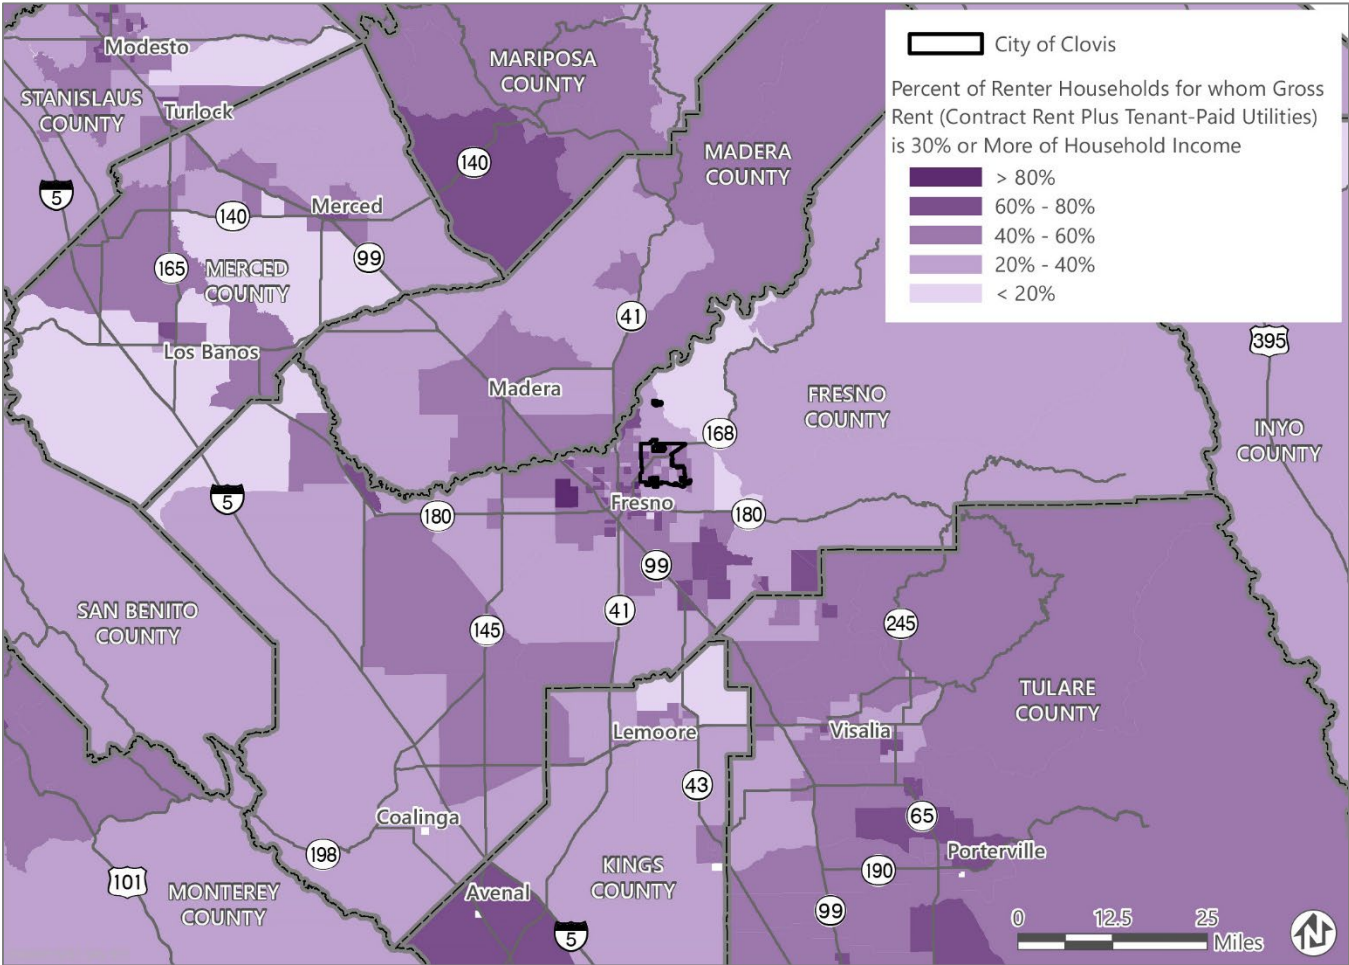 Modesto
STANISLAUS
COUNTY
Turlock
5
140
Merced
99
165
MERCED
COUNTY
Los Banos
MARIPOSA
COUNTY
140
MADERA
COUNTY
41
Madera
City of Clovis
Percent of Renter Households for whom Gross
Rent (Contract Rent Plus Tenant-Paid Utilities)
is 30% or More of Household Income
> 80%
60% - 80%
40% - 60%
20% - 40%
< 20%
395
FRESNO
COUNTY
168
INYO
COUNTY
5
180
Fresno
180
99
SAN BENITO
COUNTY
145
41
245
TULARE
COUNTY
Lemoore
Visalia
43
Coalinga
65
198
Porterville
101
MONTEREY
COUNTY
Avenal
KINGS
COUNTY
190
99
5
0
12.5
25
Miles
N